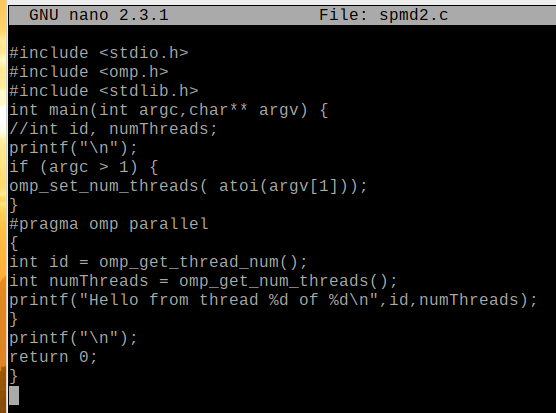 GNU nano 2.3.1 File: spmd2.c
#include <stdio.h>
#include <omp.h>
#include <stdlib.h>
int main(int argc,char** argv) {
//int id, numThreads;
printf("\n");
if (argc > 1) {
omp_set_num_threads( atoi(argv[1]));
}
#pragma omp parallel
{
int id = omp_get_thread_num();
int numThreads = omp_get_num_threads();
printf("Hello from thread %d of %d\n",id,numThreads);
}
printf("\n");
return 0;
}